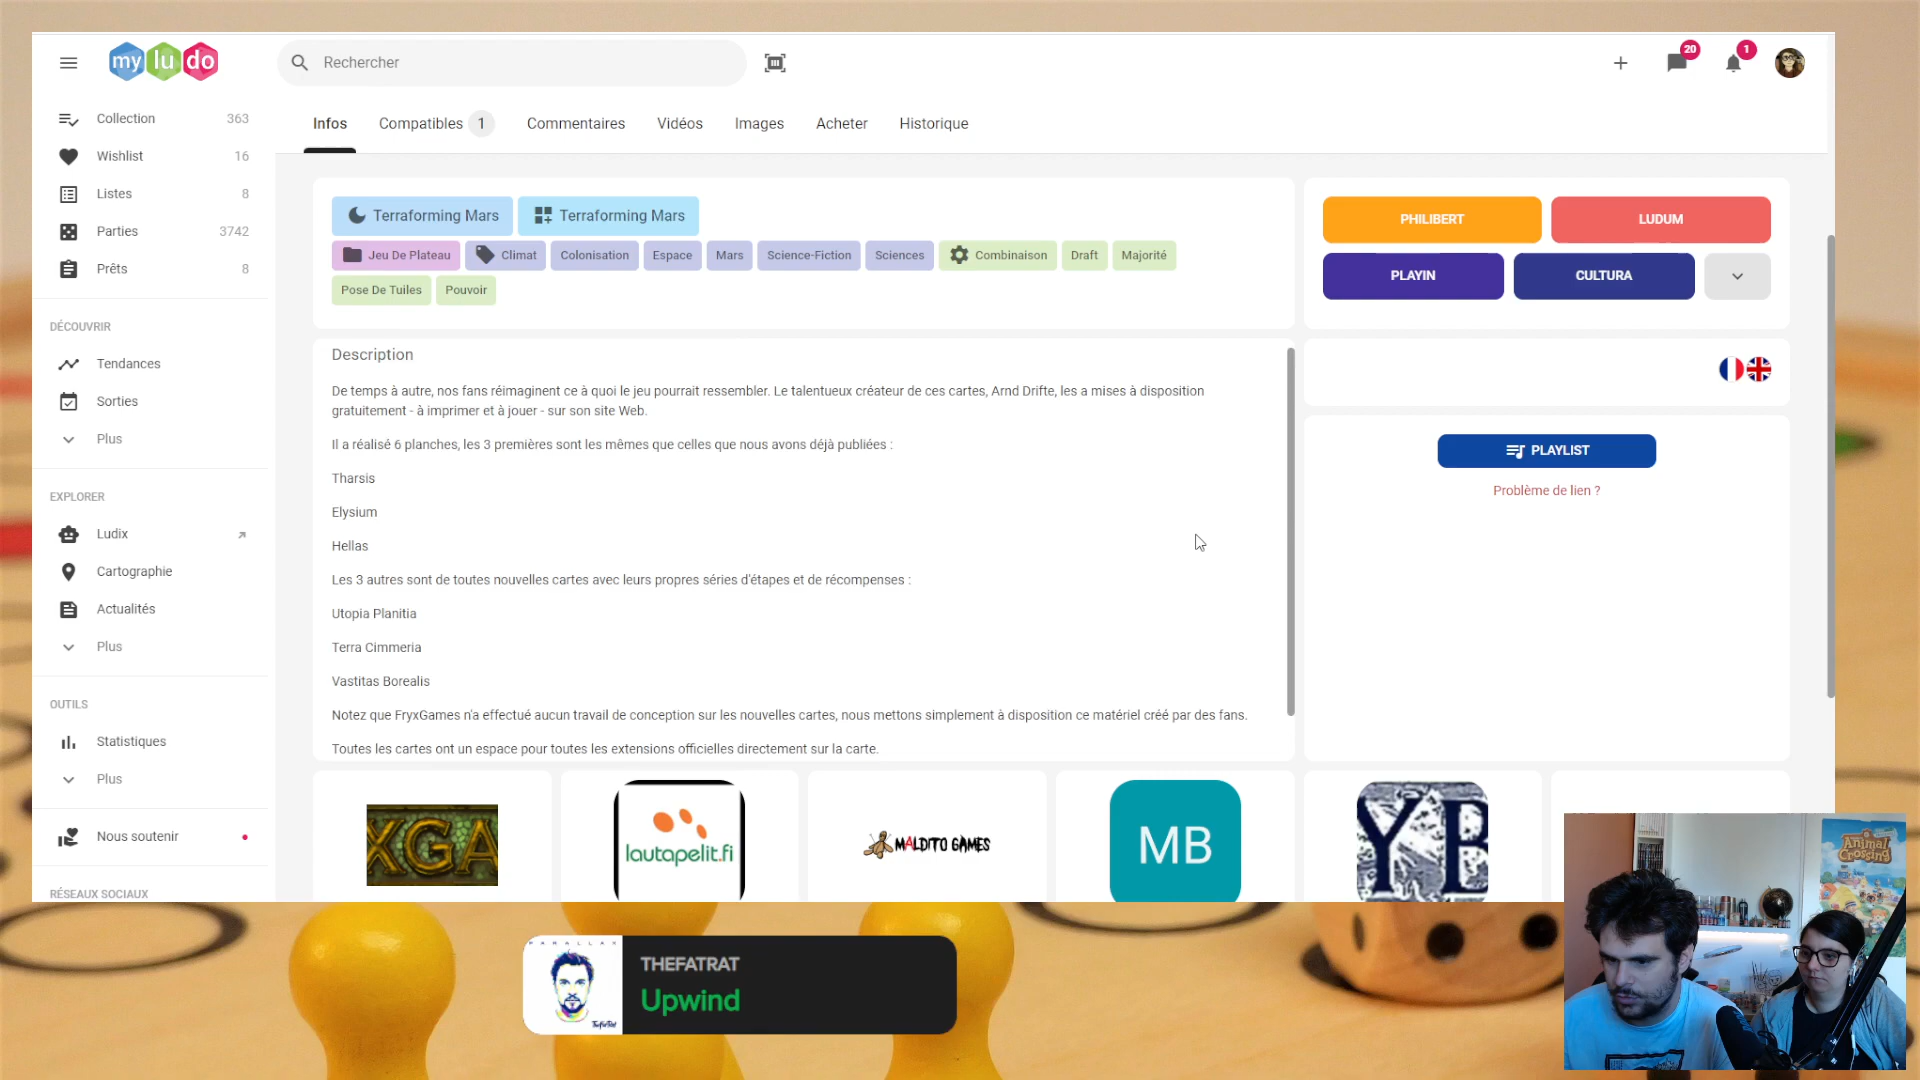 my lu do
Rechercher
20
1
Collection 363
Wishlist 16
Listes 8
Parties 3742
Prêts 8
DÉCOUVRIR
Tendances
Sorties
Plus
EXPLORER
Ludix
Cartographie
Actualités
Plus
OUTILS
Statistiques
Plus
Nous soutenir
RÉSEAUX SOCIAUX
Infos Compatibles 1 Commentaires Vidéos Images Acheter Historique
Terraforming Mars Terraforming Mars
Jeu De Plateau Climat Colonisation Espace Mars Science-Fiction Sciences Combinaison Draft Majorité
Pose De Tuiles Pouvoir
PHILIBERT LUDUM
PLAYIN CULTURA
Description
De temps à autre, nos fans réimaginent ce à quoi le jeu pourrait ressembler. Le talentueux créateur de ces cartes, Arnd Drifte, les a mises à disposition
gratuitement - à imprimer et à jouer - sur son site Web.
Il a réalisé 6 planches, les 3 premières sont les mêmes que celles que nous avons déjà publiées :
Tharsis
Elysium
Hellas
Les 3 autres sont de toutes nouvelles cartes avec leurs propres séries d'étapes et de récompenses :
Utopia Planitia
Terra Cimmeria
Vastitas Borealis
Notez que FryxGames n'a effectué aucun travail de conception sur les nouvelles cartes, nous mettons simplement à disposition ce matériel créé par des fans.
Toutes les cartes ont un espace pour toutes les extensions officielles directement sur la carte.
PLAYLIST
Problème de lien ?
XGA
lautapelit.fi
MALDITO GAMES
MB
YB
PARALLAX
TheFatRat
THEFATRAT
Upwind
Animal
Crossing